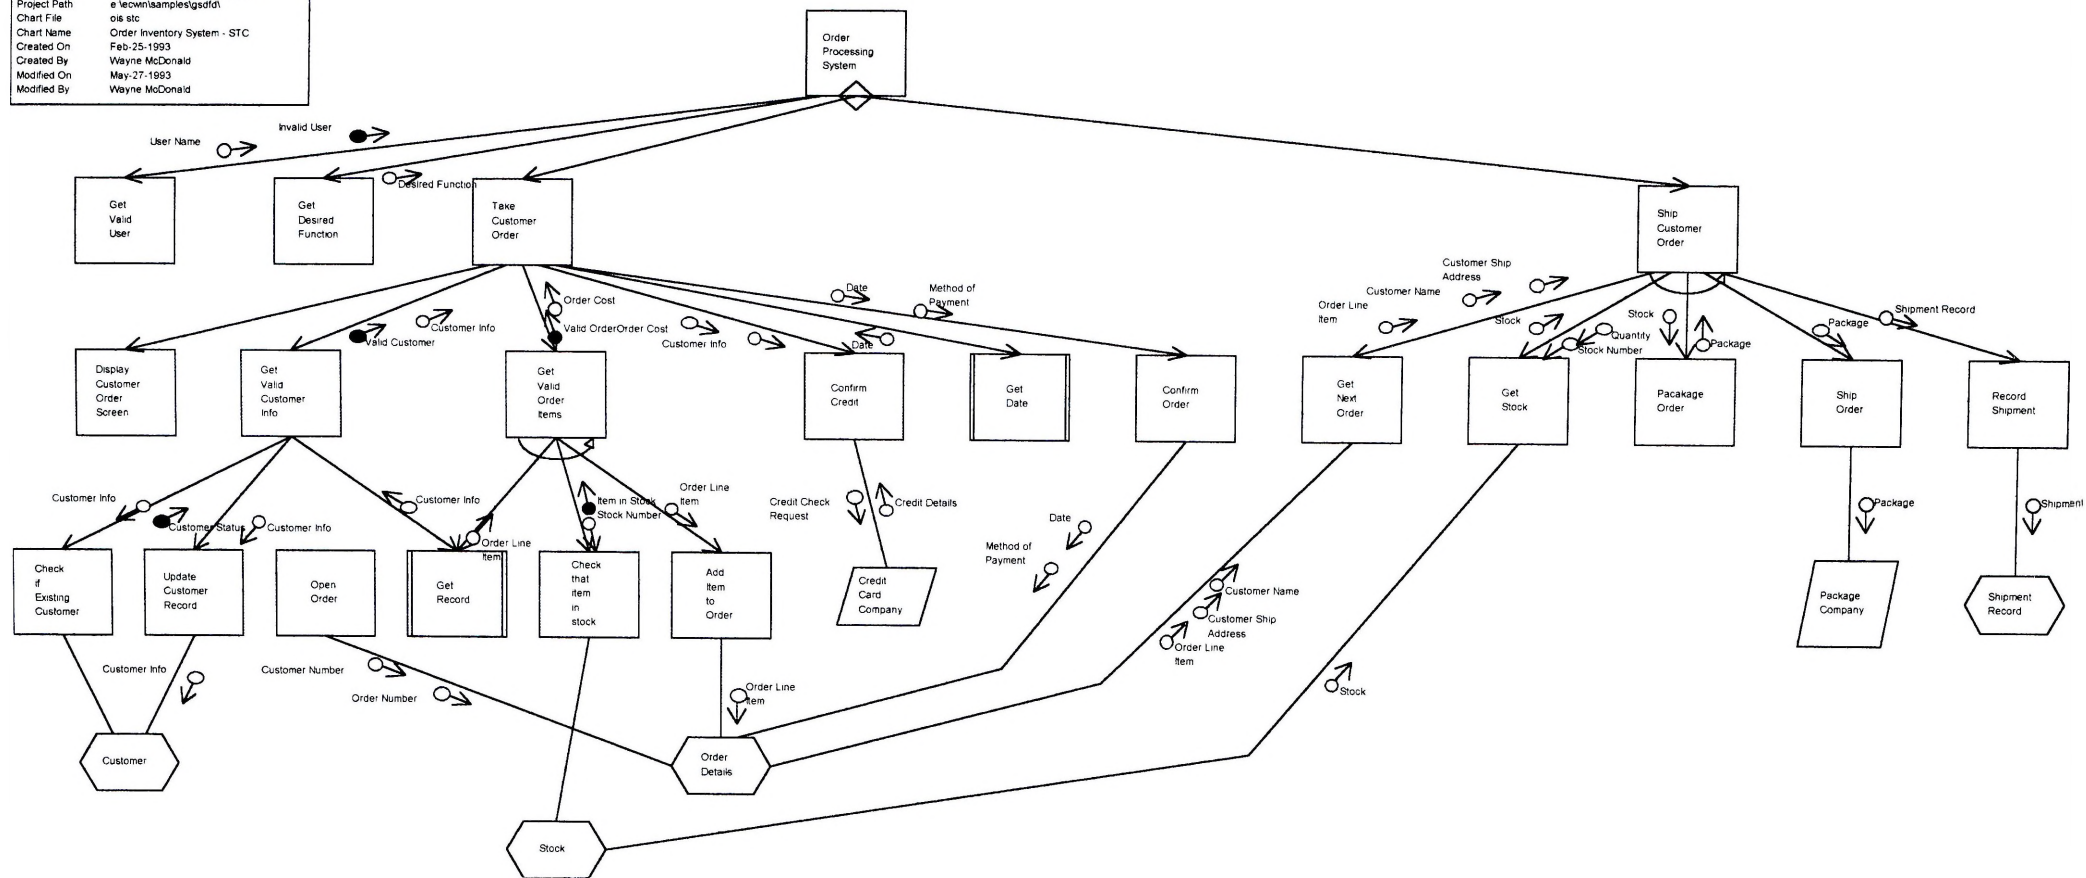 Project Path e \ecwin\samples\gsdfd\
Chart File ois stc
Chart Name Order Inventory System - STC
Created On Feb-25-1993
Created By Wayne McDonald
Modified On May-27-1993
Modified By Wayne McDonald
Order
Processing
System
Invalid User
User Name
Desired Function
Get
Valid
User
Get
Desired
Function
Take
Customer
Order
Ship
Customer
Order
Customer Ship
Address
Customer Name
Order Line
Item
Date
Method of
Payment
Order Cost
Customer Info
Valid Customer
Valid Order
Order Cost
Customer Info
Date
Stock
Quantity
Stock Number
Stock
Package
Package
Shipment Record
Display
Customer
Order
Screen
Get
Valid
Customer
Info
Get
Valid
Order
Items
Confirm
Credit
Get
Date
Confirm
Order
Get
Next
Order
Get
Stock
Pacakage
Order
Ship
Order
Record
Shipment
Customer Info
Customer Status
Customer Info
Customer Info
Order Line
Item
Item in Stock
Stock Number
Order Line
Item
Credit Check
Request
Credit Details
Date
Method of
Payment
Package
Shipment
Check
if
Existing
Customer
Update
Customer
Record
Open
Order
Get
Record
Check
that
item
in
stock
Add
Item
to
Order
Credit
Card
Company
Package
Company
Shipment
Record
Customer Name
Customer Ship
Address
Order Line
Item
Customer Info
Customer Number
Order Number
Order Line
Item
Stock
Customer
Order
Details
Stock